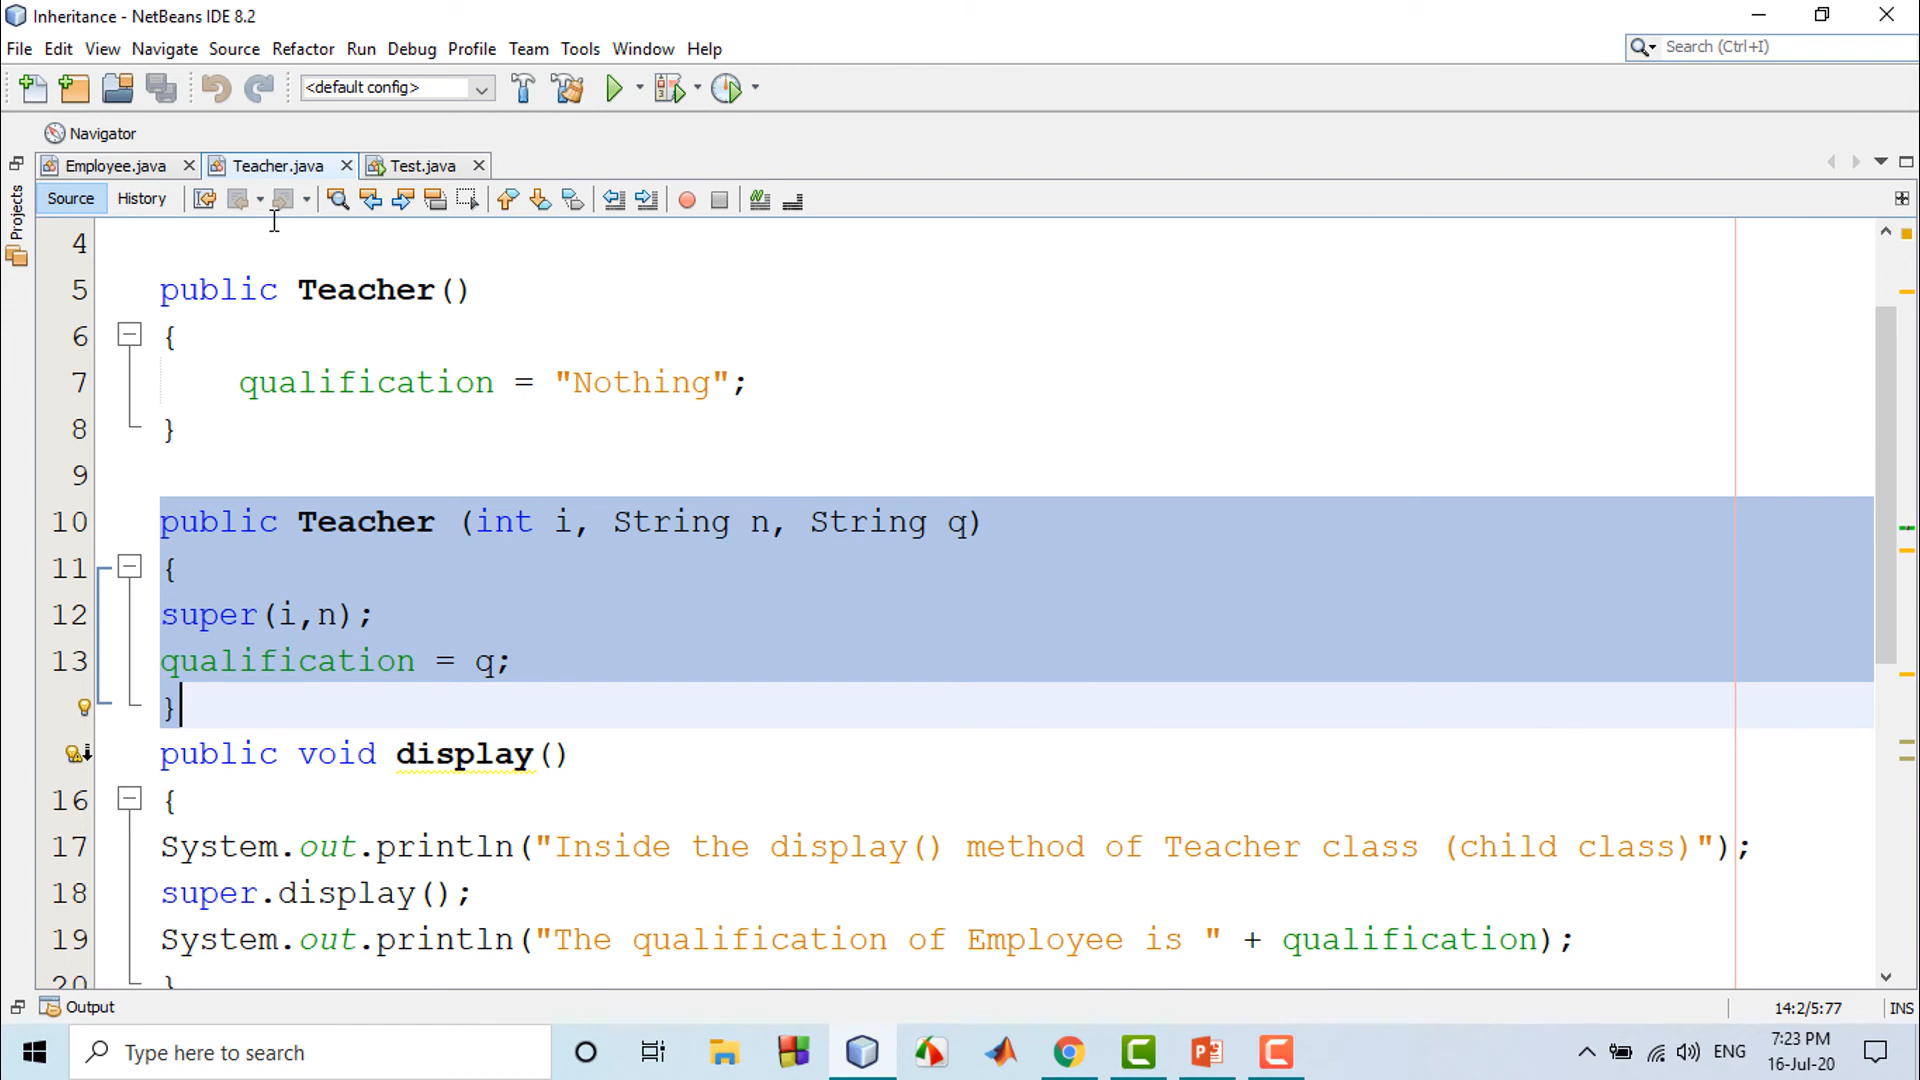 Inheritance - NetBeans IDE 8.2
File Edit View Navigate Source Refactor Run Debug Profile Team Tools Window Help
Search (Ctrl+I)
<default config>
Navigator
Employee.java Teacher.java Test.java
Projects
Source History
4
5 public Teacher()
6 {
7 qualification = "Nothing";
8 }
9
10 public Teacher (int i, String n, String q)
11 {
12 super(i,n);
13 qualification = q;
}
public void display()
16 {
17 System.out.println("Inside the display() method of Teacher class (child class)");
18 super.display();
19 System.out.println("The qualification of Employee is " + qualification);
20 }
Output
14:2/5:77 INS
Type here to search
ENG
7:23 PM
16-Jul-20